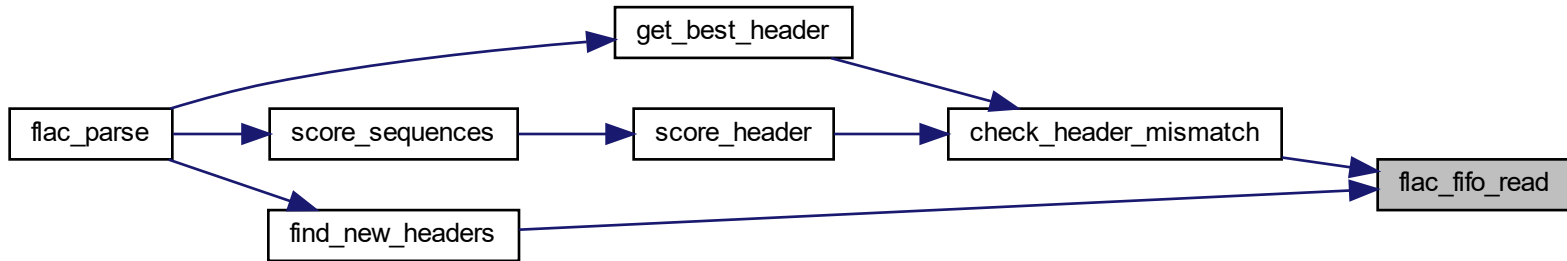 get_best_header
flac_parse
score_sequences
score_header
check_header_mismatch
flac_fifo_read
find_new_headers